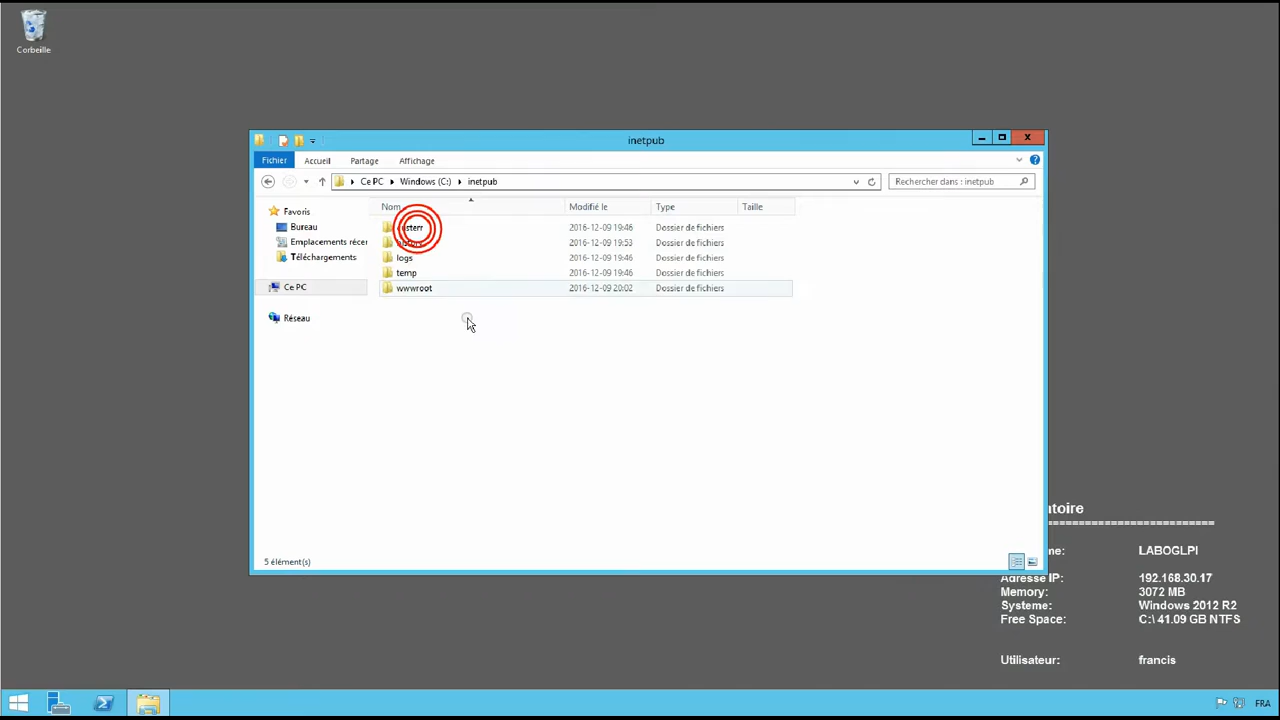 Corbeille
inetpub
Fichier Accueil Partage Affichage
Ce PC Windows (C:) inetpub Rechercher dans : inetpub
Nom Modifié le Type Taille
Favoris
Bureau
Emplacements récer
Téléchargements
Ce PC
Réseau
2016-12-09 19:46 Dossier de fichiers
2016-12-09 19:53 Dossier de fichiers
logs 2016-12-09 19:46 Dossier de fichiers
temp 2016-12-09 19:46 Dossier de fichiers
wwwroot 2016-12-09 20:02 Dossier de fichiers
5 élément(s)
ntoire
===========================
me: LABOGLPI
Adresse IP: 192.168.30.17
Memory: 3072 MB
Systeme: Windows 2012 R2
Free Space: C:\ 41.09 GB NTFS
Utilisateur: francis
FRA